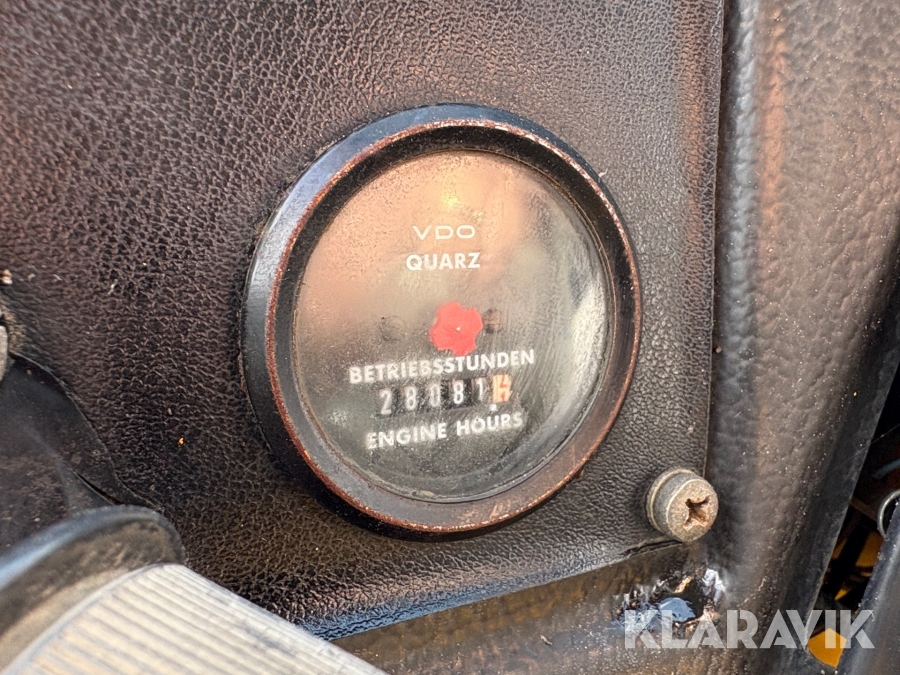 VDO
QUARZ
BETRIEBSSTUNDEN
28081
ENGINE HOURS
KLARAVIK